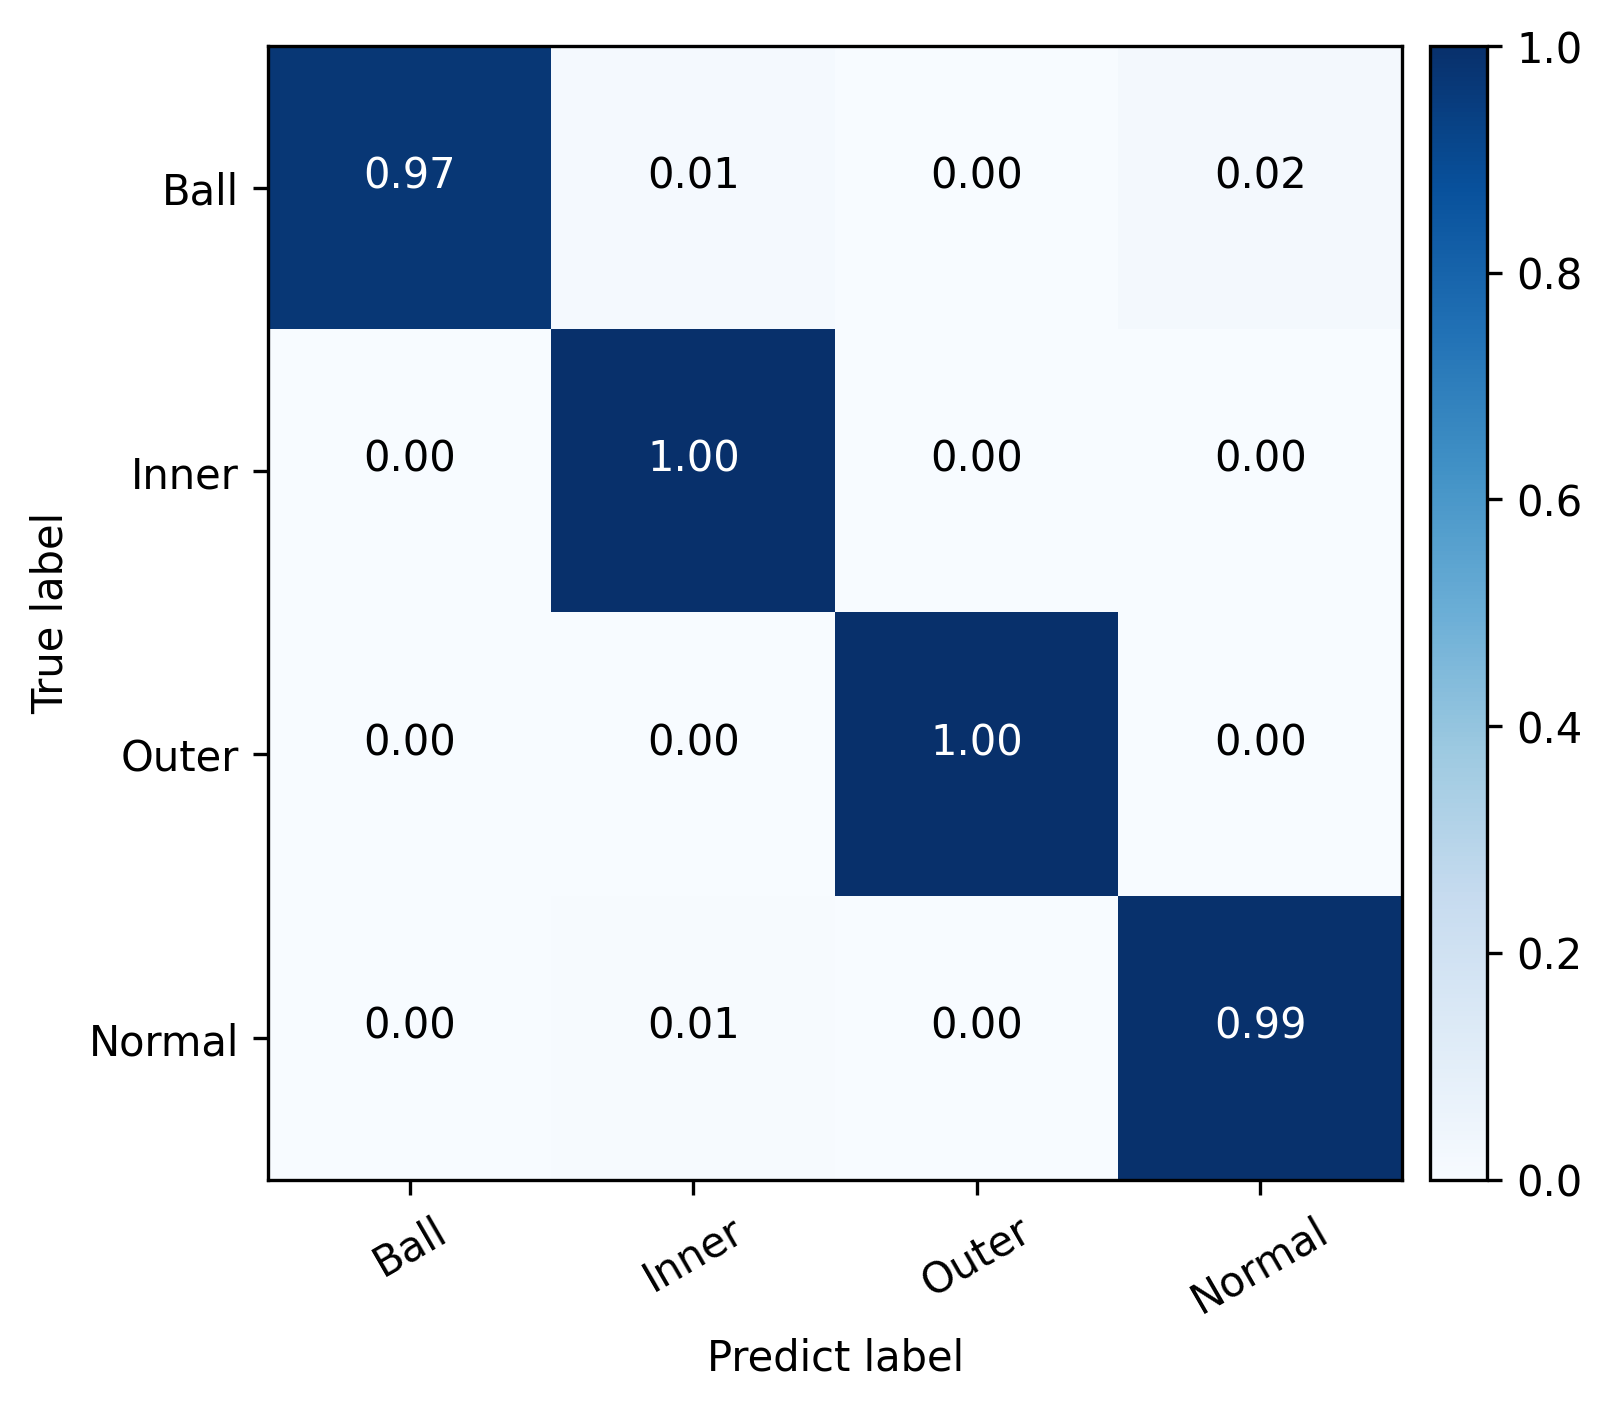 Ball 0.97 0.01 0.00 0.02
Inner 0.00 1.00 0.00 0.00
Outer 0.00 0.00 1.00 0.00
Normal 0.00 0.01 0.00 0.99
True label
Ball Inner Outer Normal
Predict label
1.0
0.8
0.6
0.4
0.2
0.0